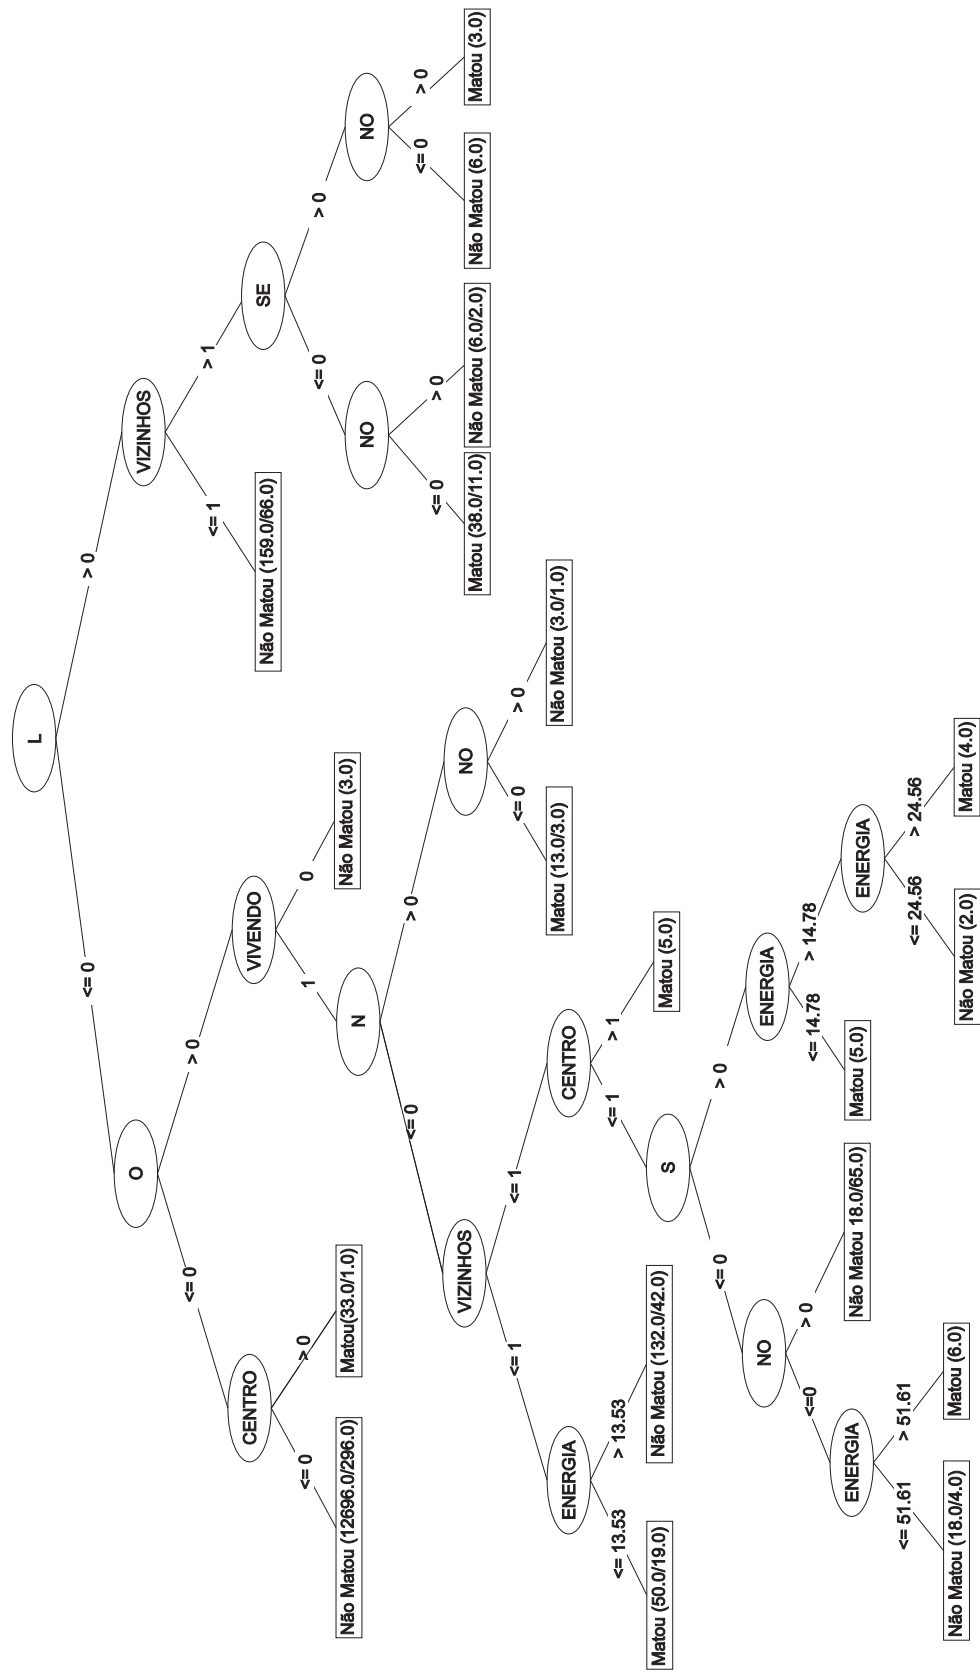 L
<= 0
> 0
O
VIZINHOS
<= 0
> 0
<= 1
> 1
CENTRO
VIVENDO
Não Matou (159.0/66.0)
SE
<= 0
> 0
1
0
<= 0
> 0
Não Matou (12696.0/296.0)
Matou(33.0/1.0)
N
Não Matou (3.0)
NO
NO
<= 0
> 0
<= 0
> 0
<= 0
> 0
VIZINHOS
NO
Matou (38.0/11.0)
Não Matou (6.0/2.0)
Não Matou (6.0)
Matou (3.0)
<= 1
<= 1
<= 0
> 0
ENERGIA
CENTRO
Matou (13.0/3.0)
Não Matou (3.0/1.0)
<= 13.53
> 13.53
<= 1
> 1
Matou (50.0/19.0)
Não Matou (132.0/42.0)
S
Matou (5.0)
<= 0
> 0
NO
ENERGIA
<=0
> 0
<= 14.78
> 14.78
ENERGIA
Não Matou 18.0/65.0)
Matou (5.0)
ENERGIA
<= 51.61
> 51.61
<= 24.56
> 24.56
Não Matou (18.0/4.0)
Matou (6.0)
Não Matou (2.0)
Matou (4.0)